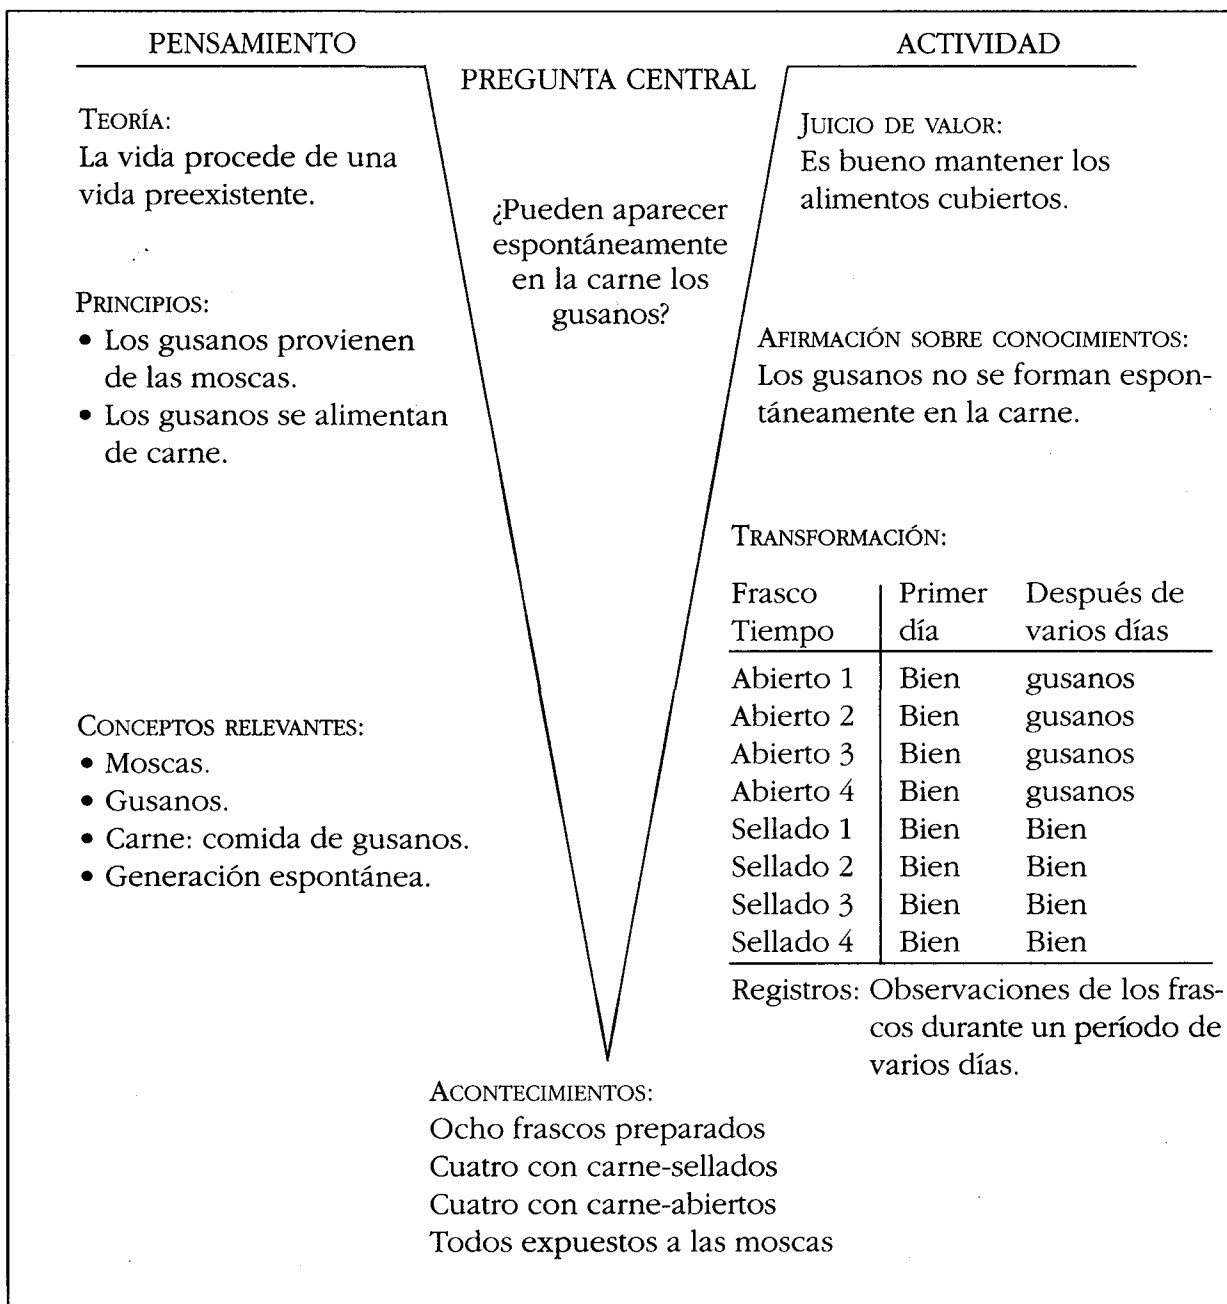 PENSAMIENTO
PREGUNTA CENTRAL
ACTIVIDAD
TEORÍA:
La vida procede de una
vida preexistente.
PRINCIPIOS:
• Los gusanos provienen
de las moscas.
• Los gusanos se alimentan
de carne.
CONCEPTOS RELEVANTES:
• Moscas.
• Gusanos.
• Carne: comida de gusanos.
• Generación espontánea.
¿Pueden aparecer
espontáneamente
en la carne los
gusanos?
JUICIO DE VALOR:
Es bueno mantener los
alimentos cubiertos.
AFIRMACIÓN SOBRE CONOCIMIENTOS:
Los gusanos no se forman espon-
táneamente en la carne.
TRANSFORMACIÓN:
Frasco Primer Después de
Tiempo día varios días
Abierto 1 Bien gusanos
Abierto 2 Bien gusanos
Abierto 3 Bien gusanos
Abierto 4 Bien gusanos
Sellado 1 Bien Bien
Sellado 2 Bien Bien
Sellado 3 Bien Bien
Sellado 4 Bien Bien
Registros: Observaciones de los fras-
cos durante un período de
varios días.
ACONTECIMIENTOS:
Ocho frascos preparados
Cuatro con carne-sellados
Cuatro con carne-abiertos
Todos expuestos a las moscas